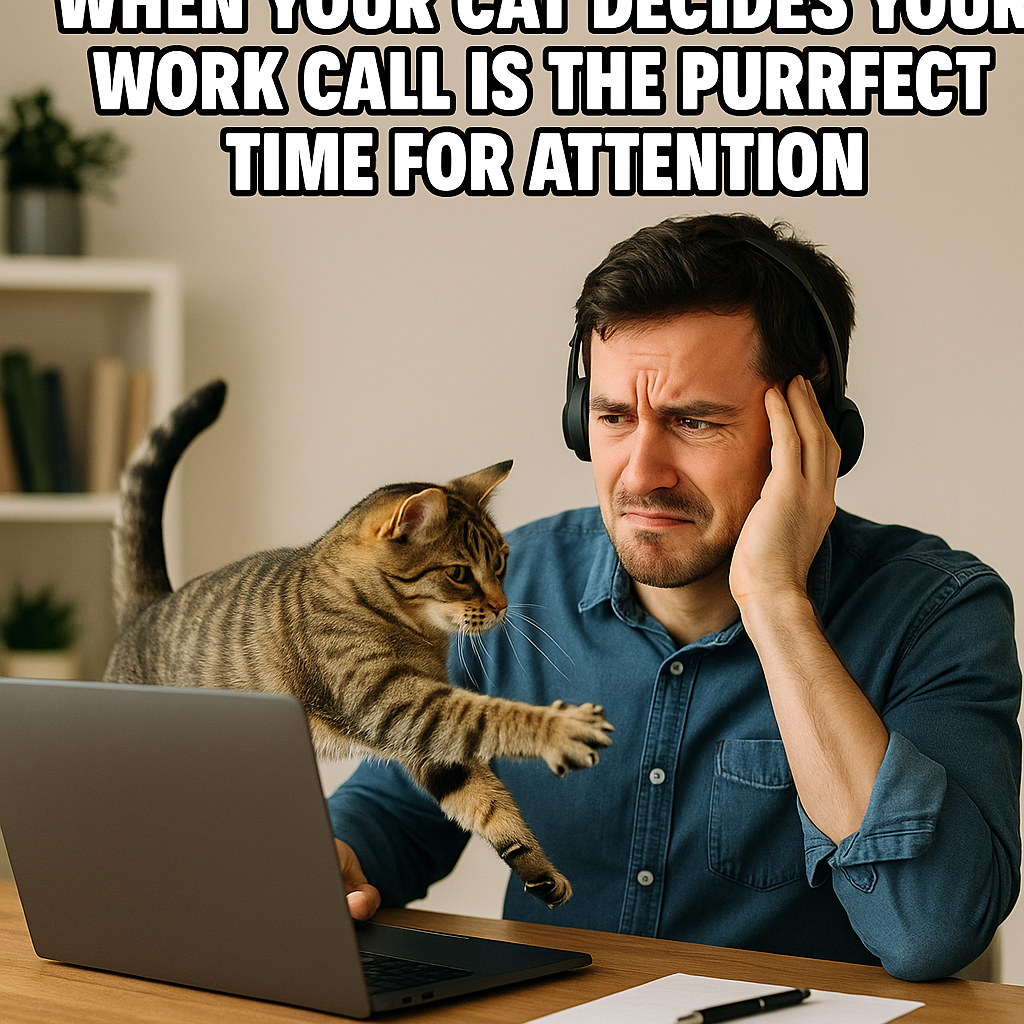 WHEN YOUR CAT DECIDES YOUR
WORK CALL IS THE PURRFECT
TIME FOR ATTENTION